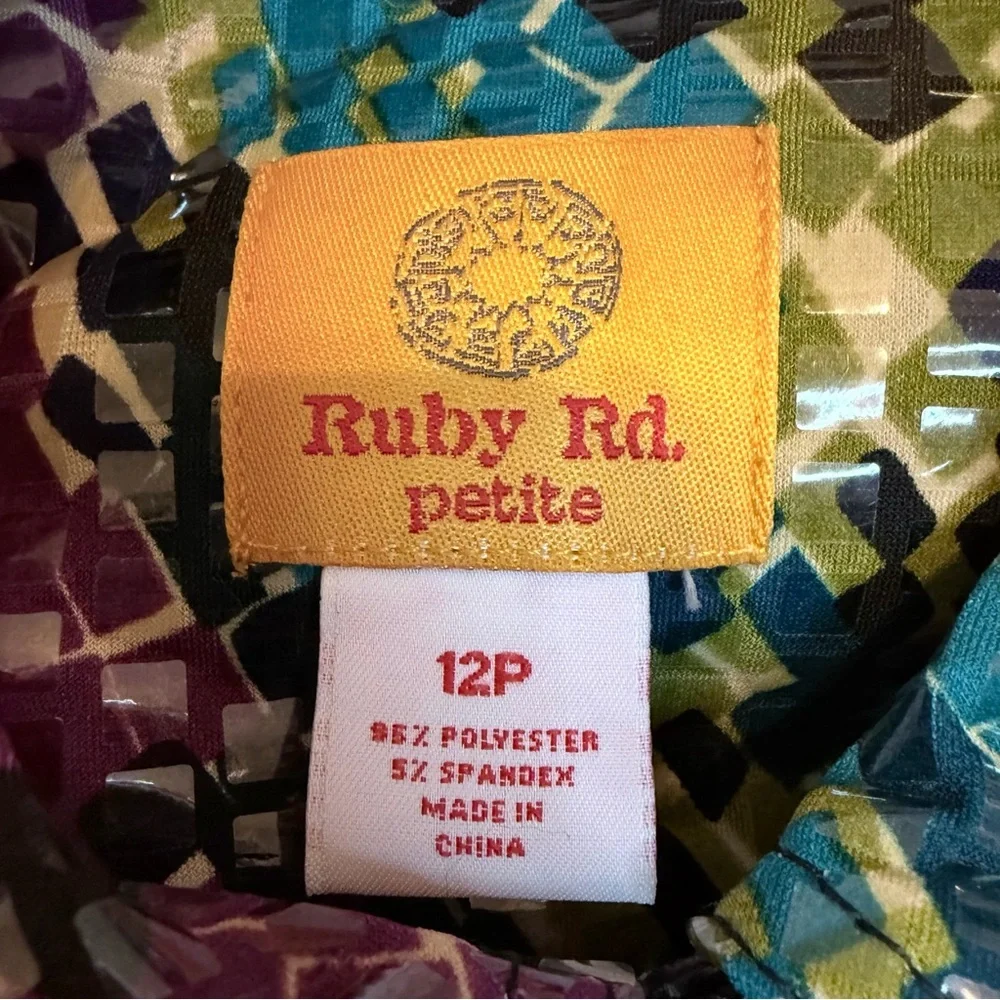 Ruby Rd.
petite
12P
95% POLYESTER
5% SPANDEX
MADE IN
CHINA